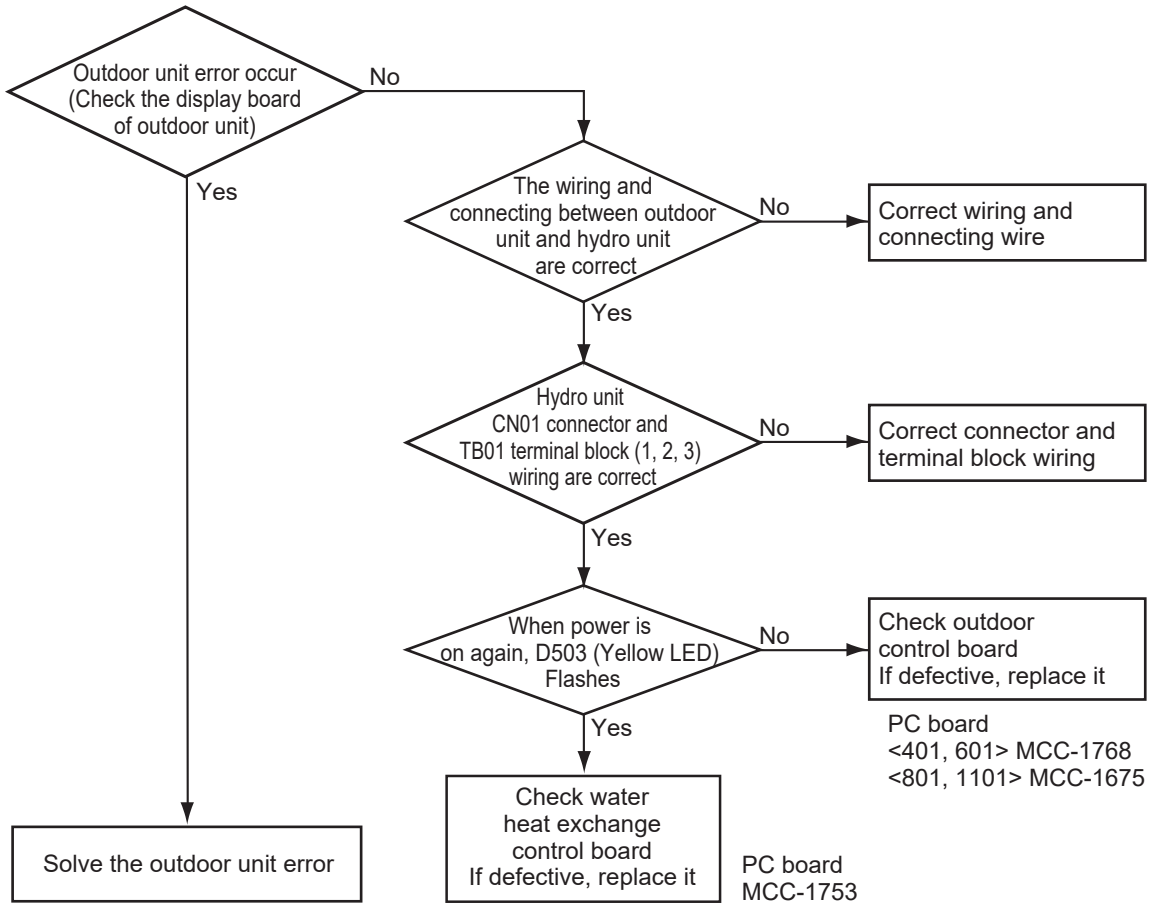 Outdoor unit error occur
(Check the display board
of outdoor unit)
No
Yes
The wiring and
connecting between outdoor
unit and hydro unit
are correct
No
Correct wiring and
connecting wire
Yes
Hydro unit
CN01 connector and
TB01 terminal block (1, 2, 3)
wiring are correct
No
Correct connector and
terminal block wiring
Yes
When power is
on again, D503 (Yellow LED)
Flashes
No
Check outdoor
control board
If defective, replace it
PC board
<401, 601> MCC-1768
<801, 1101> MCC-1675
Yes
Check water
heat exchange
control board
If defective, replace it
PC board
MCC-1753
Solve the outdoor unit error